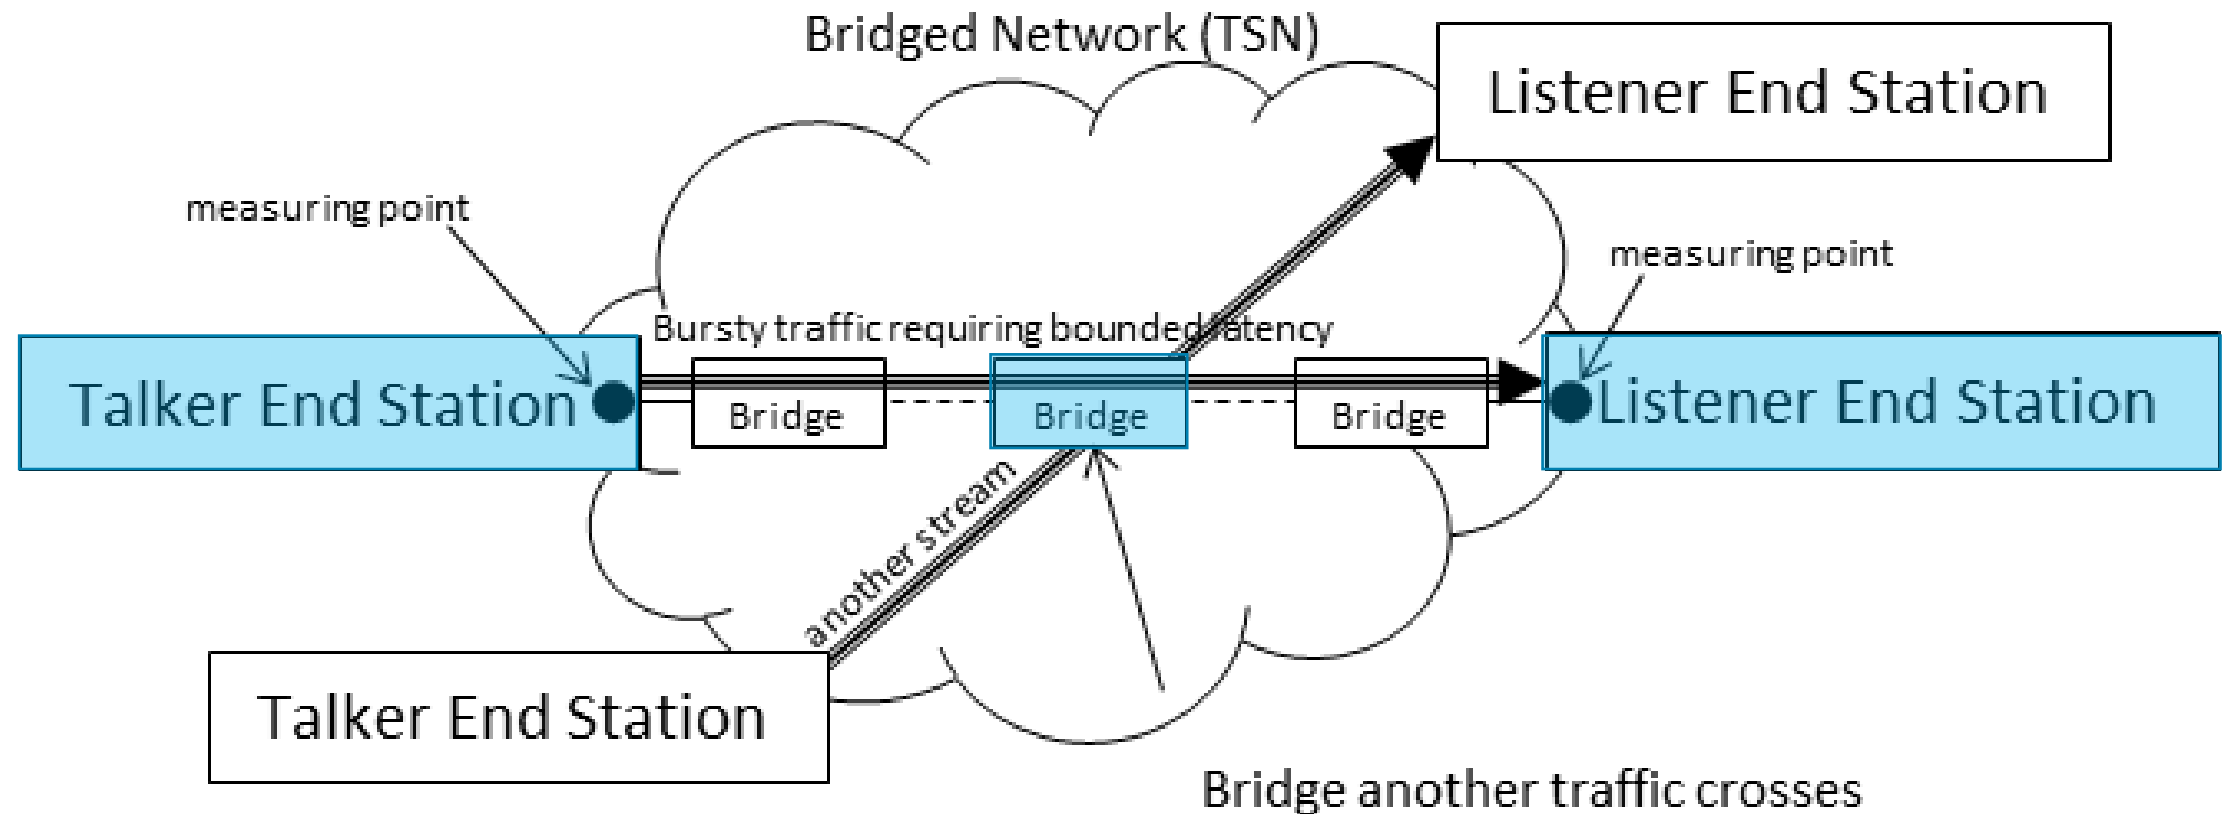 Bridged Network (TSN)
Listener End Station
measuring point
measuring point
Bursty traffic requiring bounded latency
Talker End Station
Bridge
Bridge
Bridge
Listener End Station
another stream
Talker End Station
Bridge another traffic crosses